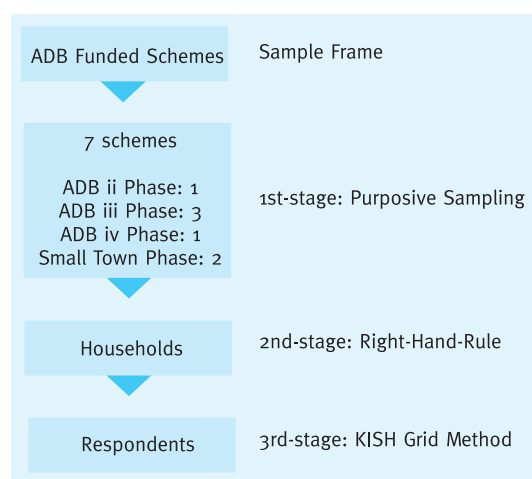 ADB Funded Schemes
Sample Frame
7 schemes
ADB ii Phase: 1
ADB iii Phase: 3
ADB iv Phase: 1
Small Town Phase: 2
1st-stage: Purposive Sampling
Households
2nd-stage: Right-Hand-Rule
Respondents
3rd-stage: KISH Grid Method